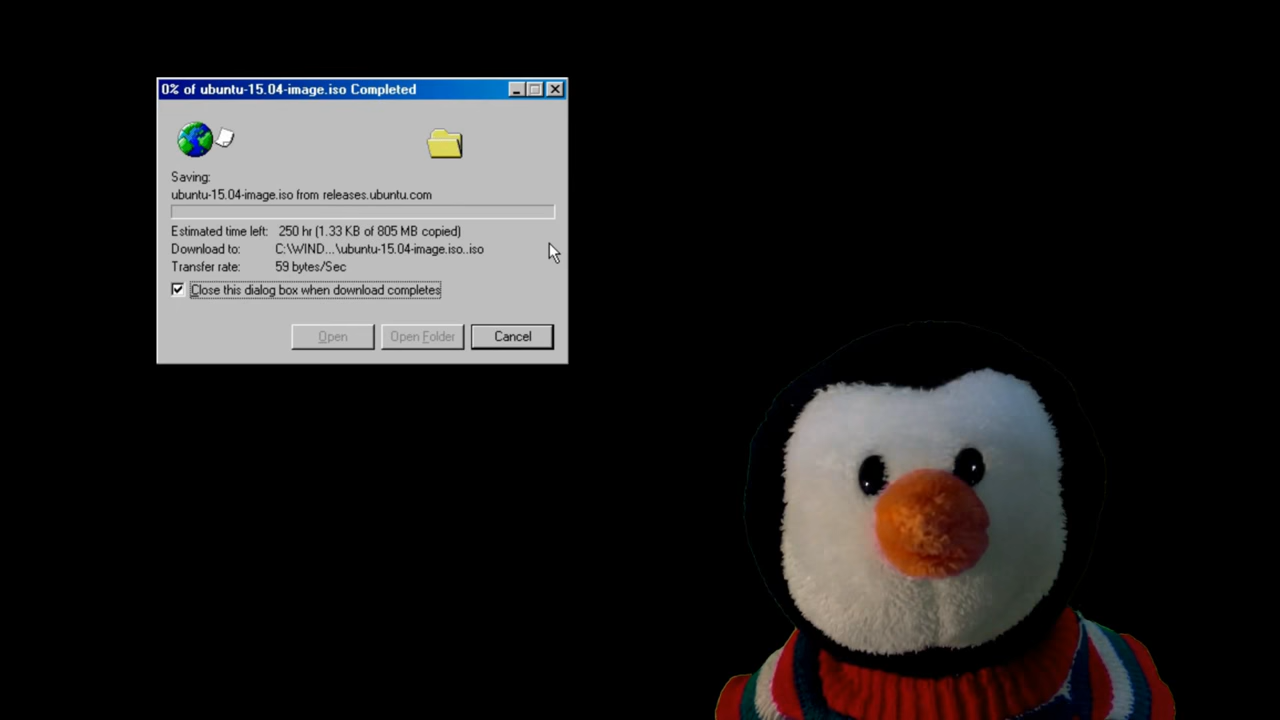 0% of ubuntu-15.04-image.iso Completed
Saving:
ubuntu-15.04-image.iso from releases.ubuntu.com
Estimated time left: 250 hr (1.33 KB of 805 MB copied)
Download to: C:\WIND...\ubuntu-15.04-image.iso..iso
Transfer rate: 59 bytes/Sec
Close this dialog box when download completes
Open Open Folder Cancel